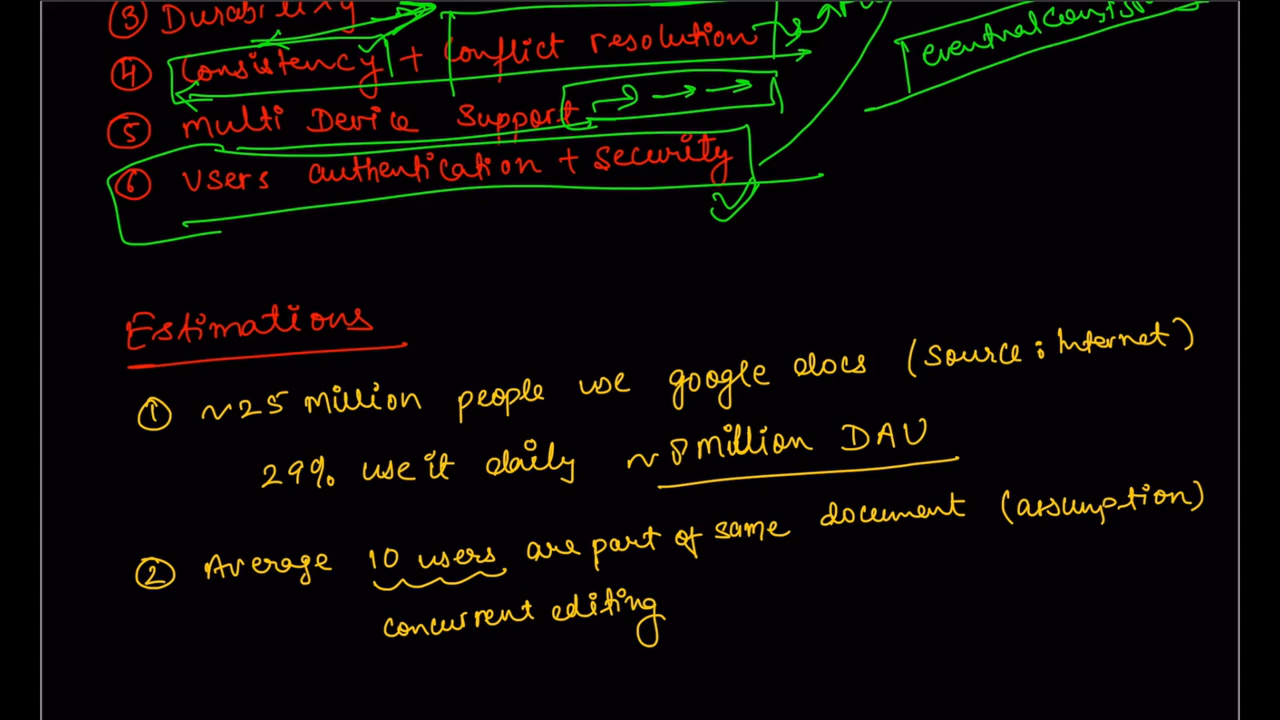 ③ Durability
④ Consistency + Conflict resolution
eventual consis
⑤ Multi Device Support
⑥ Users authentication + Security
Estimations
① ~25 million people use google docs (source: Internet)
29% use it daily ~8 Million DAU
② Average 10 users are part of same document (assumption)
concurrent editing